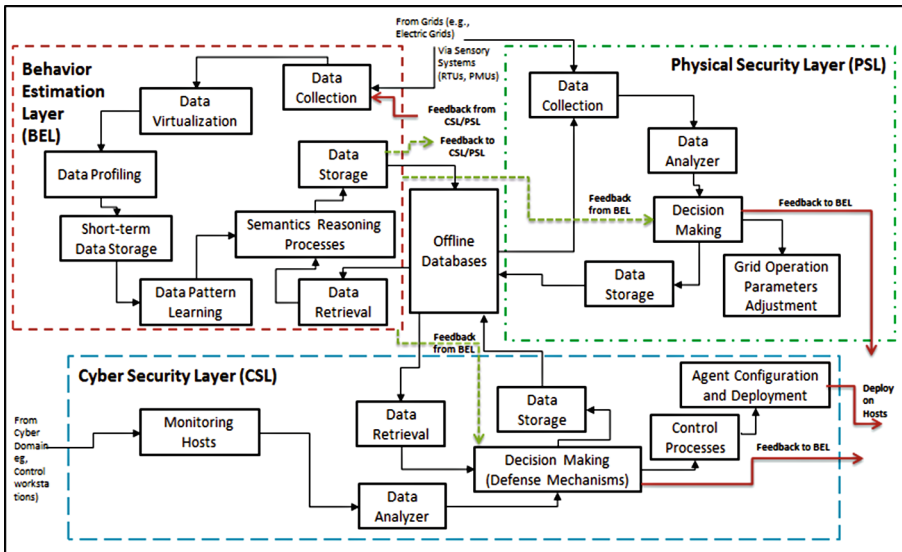 From Grids (e.g.,
Electric Grids)
Via Sensory
Systems
(RTUs, PMUs)
Behavior
Estimation
Layer
(BEL)
Data
Collection
Data
Virtualization
Feedback from
CSL/PSL
Feedback to
CSL/PSL
Data Profiling
Data
Storage
Short-term
Data Storage
Semantics Reasoning
Processes
Data Pattern
Learning
Data
Retrieval
Offline
Databases
Physical Security Layer (PSL)
Data
Collection
Data
Analyzer
Feedback
from BEL
Decision
Making
Feedback to BEL
Data
Storage
Grid Operation
Parameters
Adjustment
Feedback
from BEL
Cyber Security Layer (CSL)
From
Cyber
Domain
eg,
Control
worksta
tions)
Monitoring
Hosts
Data
Retrieval
Data
Storage
Agent Configuration
and Deployment
Deploy
on
Hosts
Control
Processes
Decision Making
(Defense Mechanisms)
Feedback to BEL
Data
Analyzer